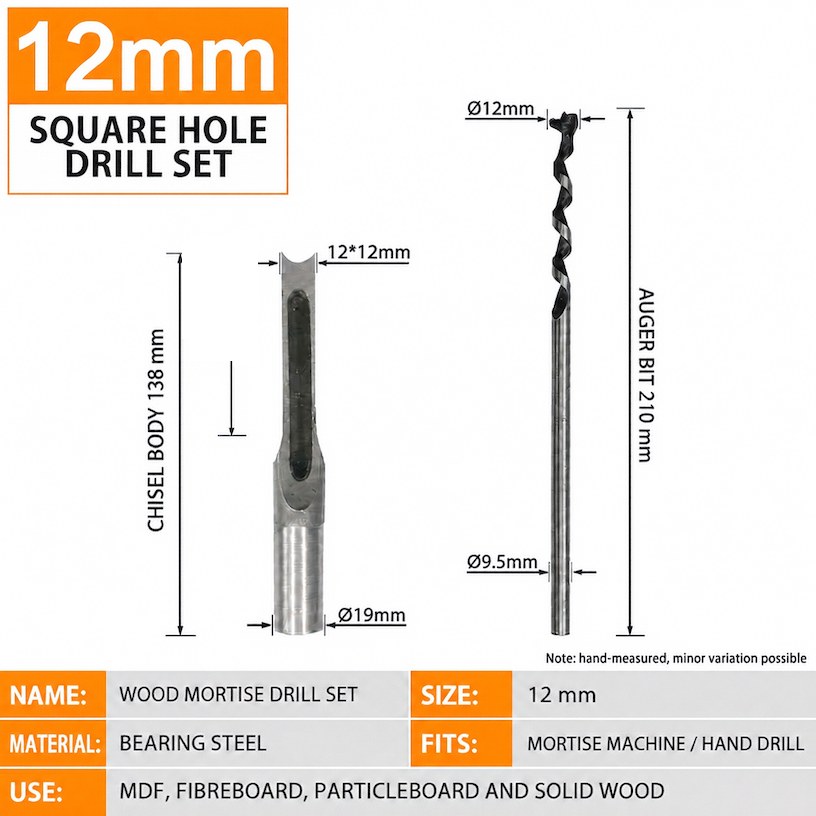 12mm
SQUARE HOLE
DRILL SET
Ø12mm
12*12mm
CHISEL BODY 138 mm
AUGER BIT 210 mm
Ø9.5mm
Ø19mm
Note: hand-measured, minor variation possible
NAME: WOOD MORTISE DRILL SET
SIZE: 12 mm
MATERIAL: BEARING STEEL
FITS: MORTISE MACHINE / HAND DRILL
USE: MDF, FIBREBOARD, PARTICLEBOARD AND SOLID WOOD